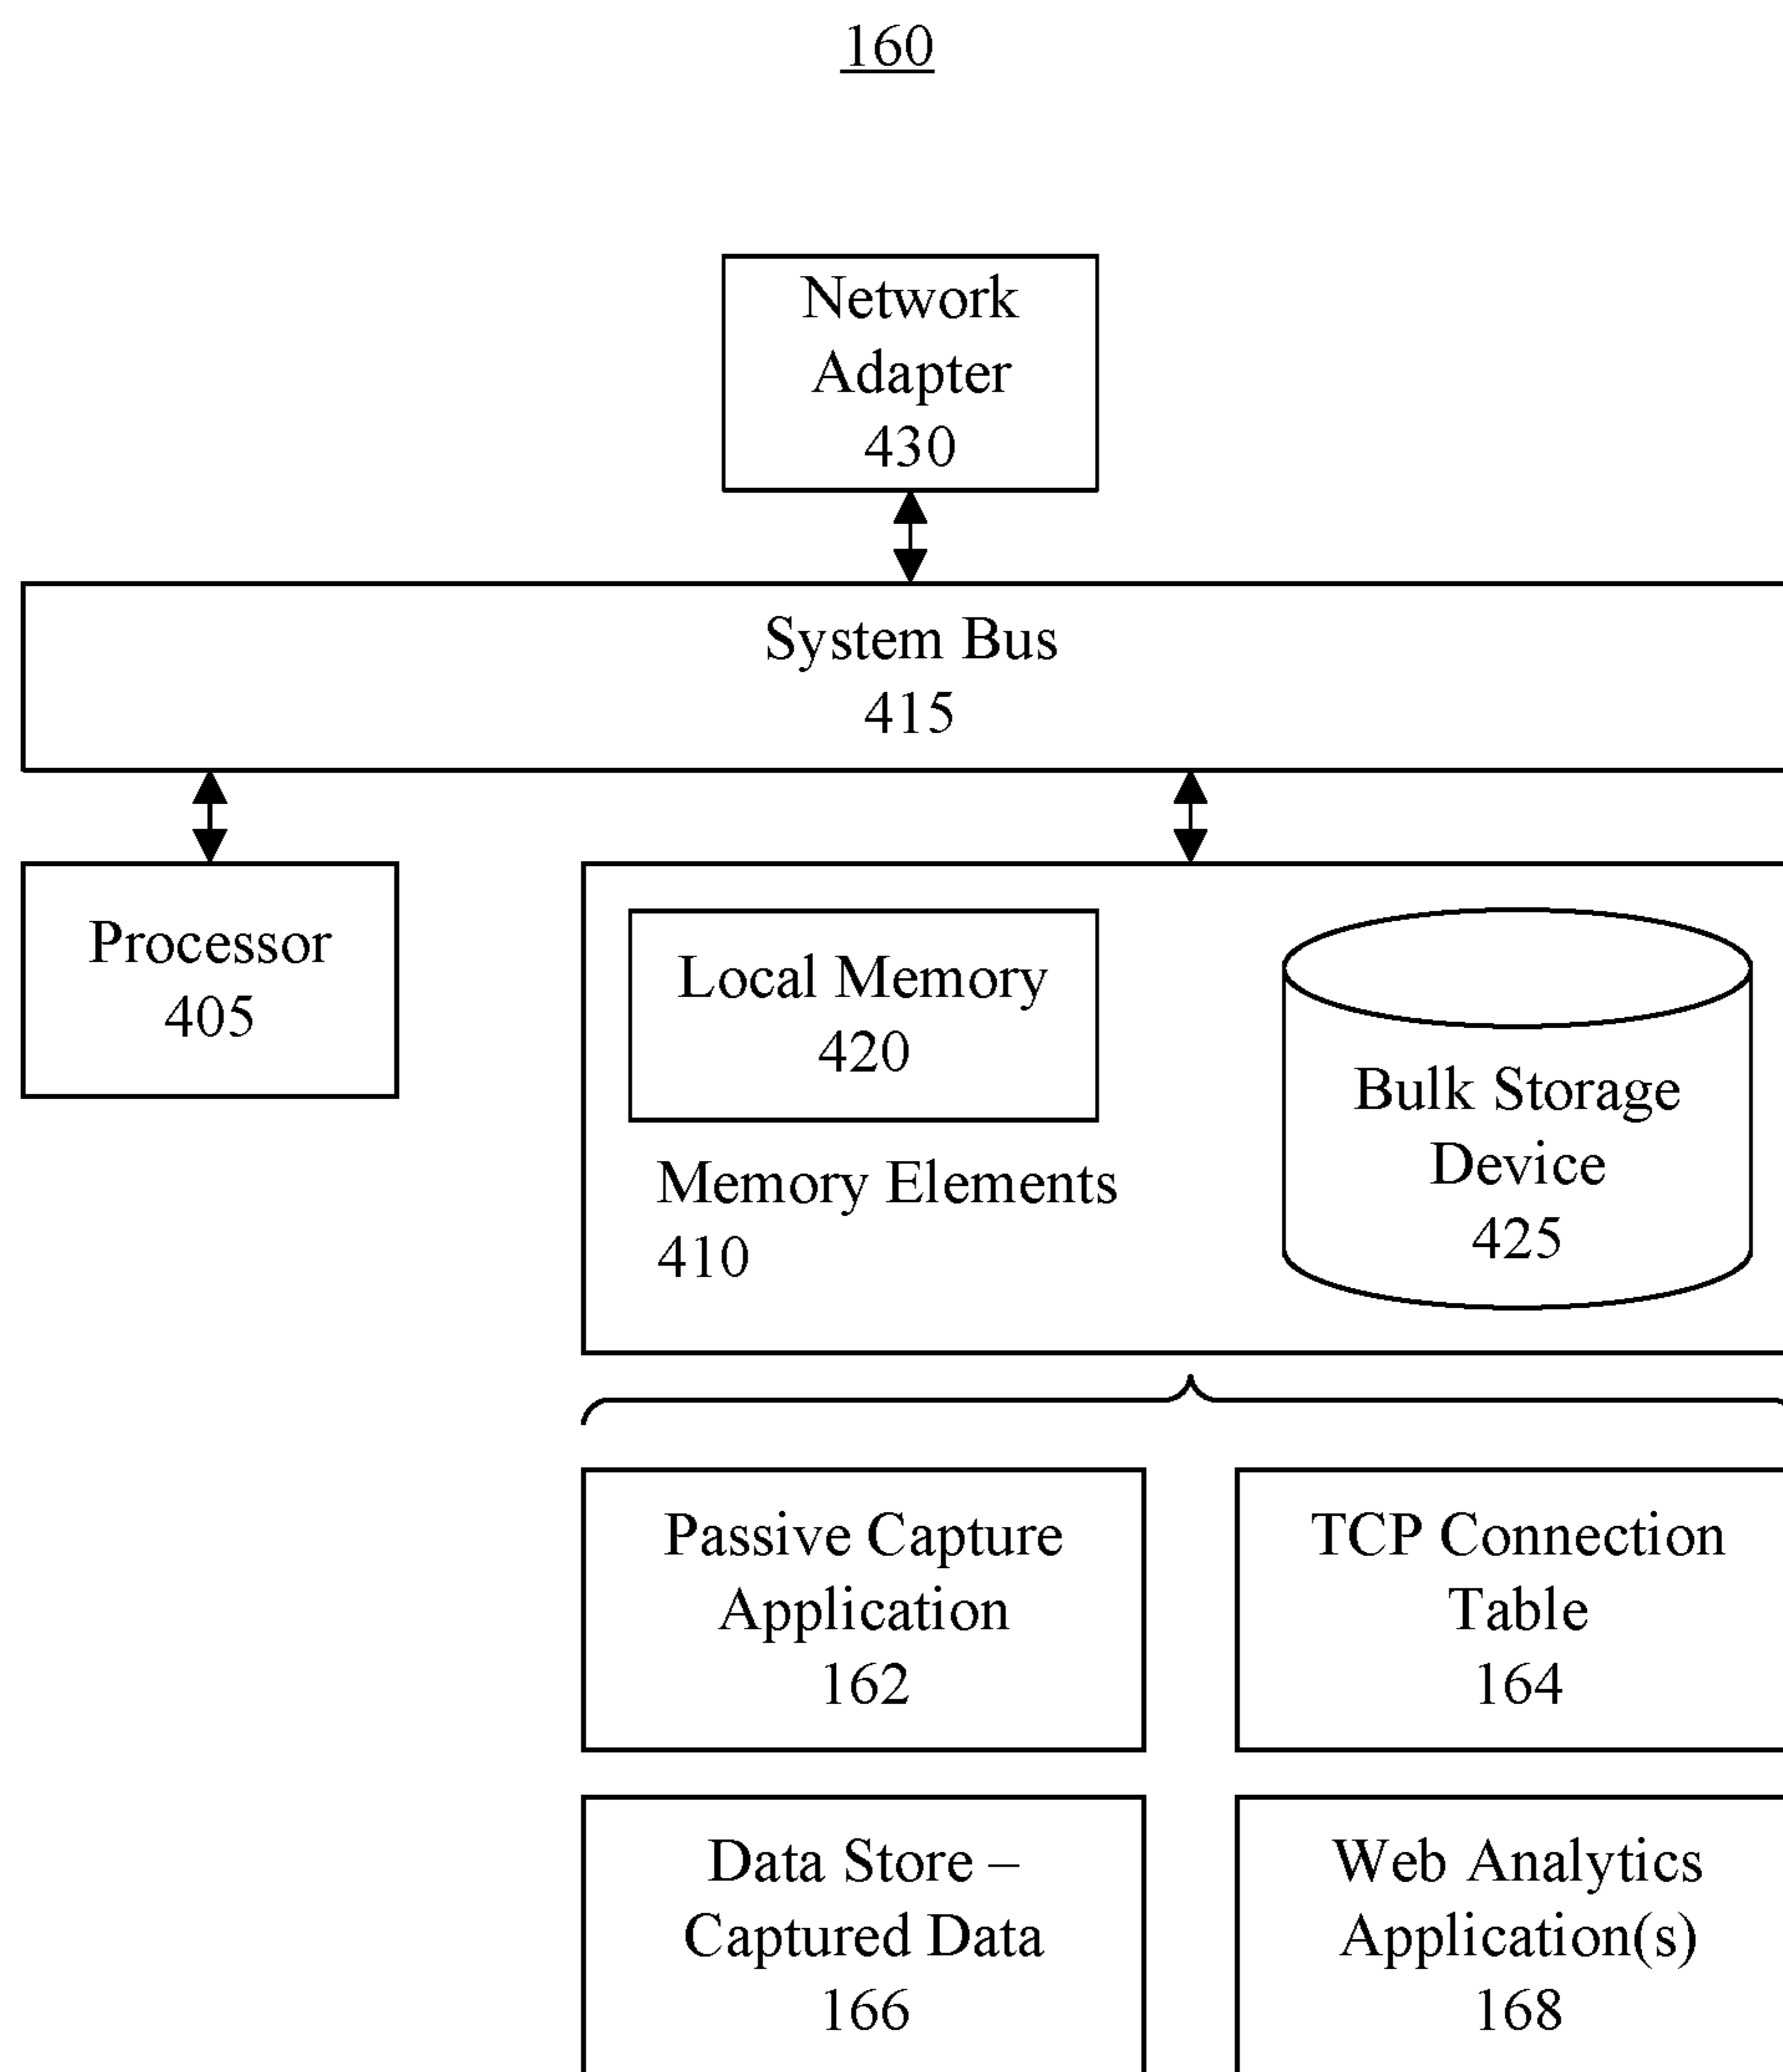 160
Network
Adapter
430
System Bus
415
Processor
405
Local Memory
420
Memory Elements
410
Bulk Storage
Device
425
Passive Capture
Application
162
TCP Connection
Table
164
Data Store –
Captured Data
166
Web Analytics
Application(s)
168